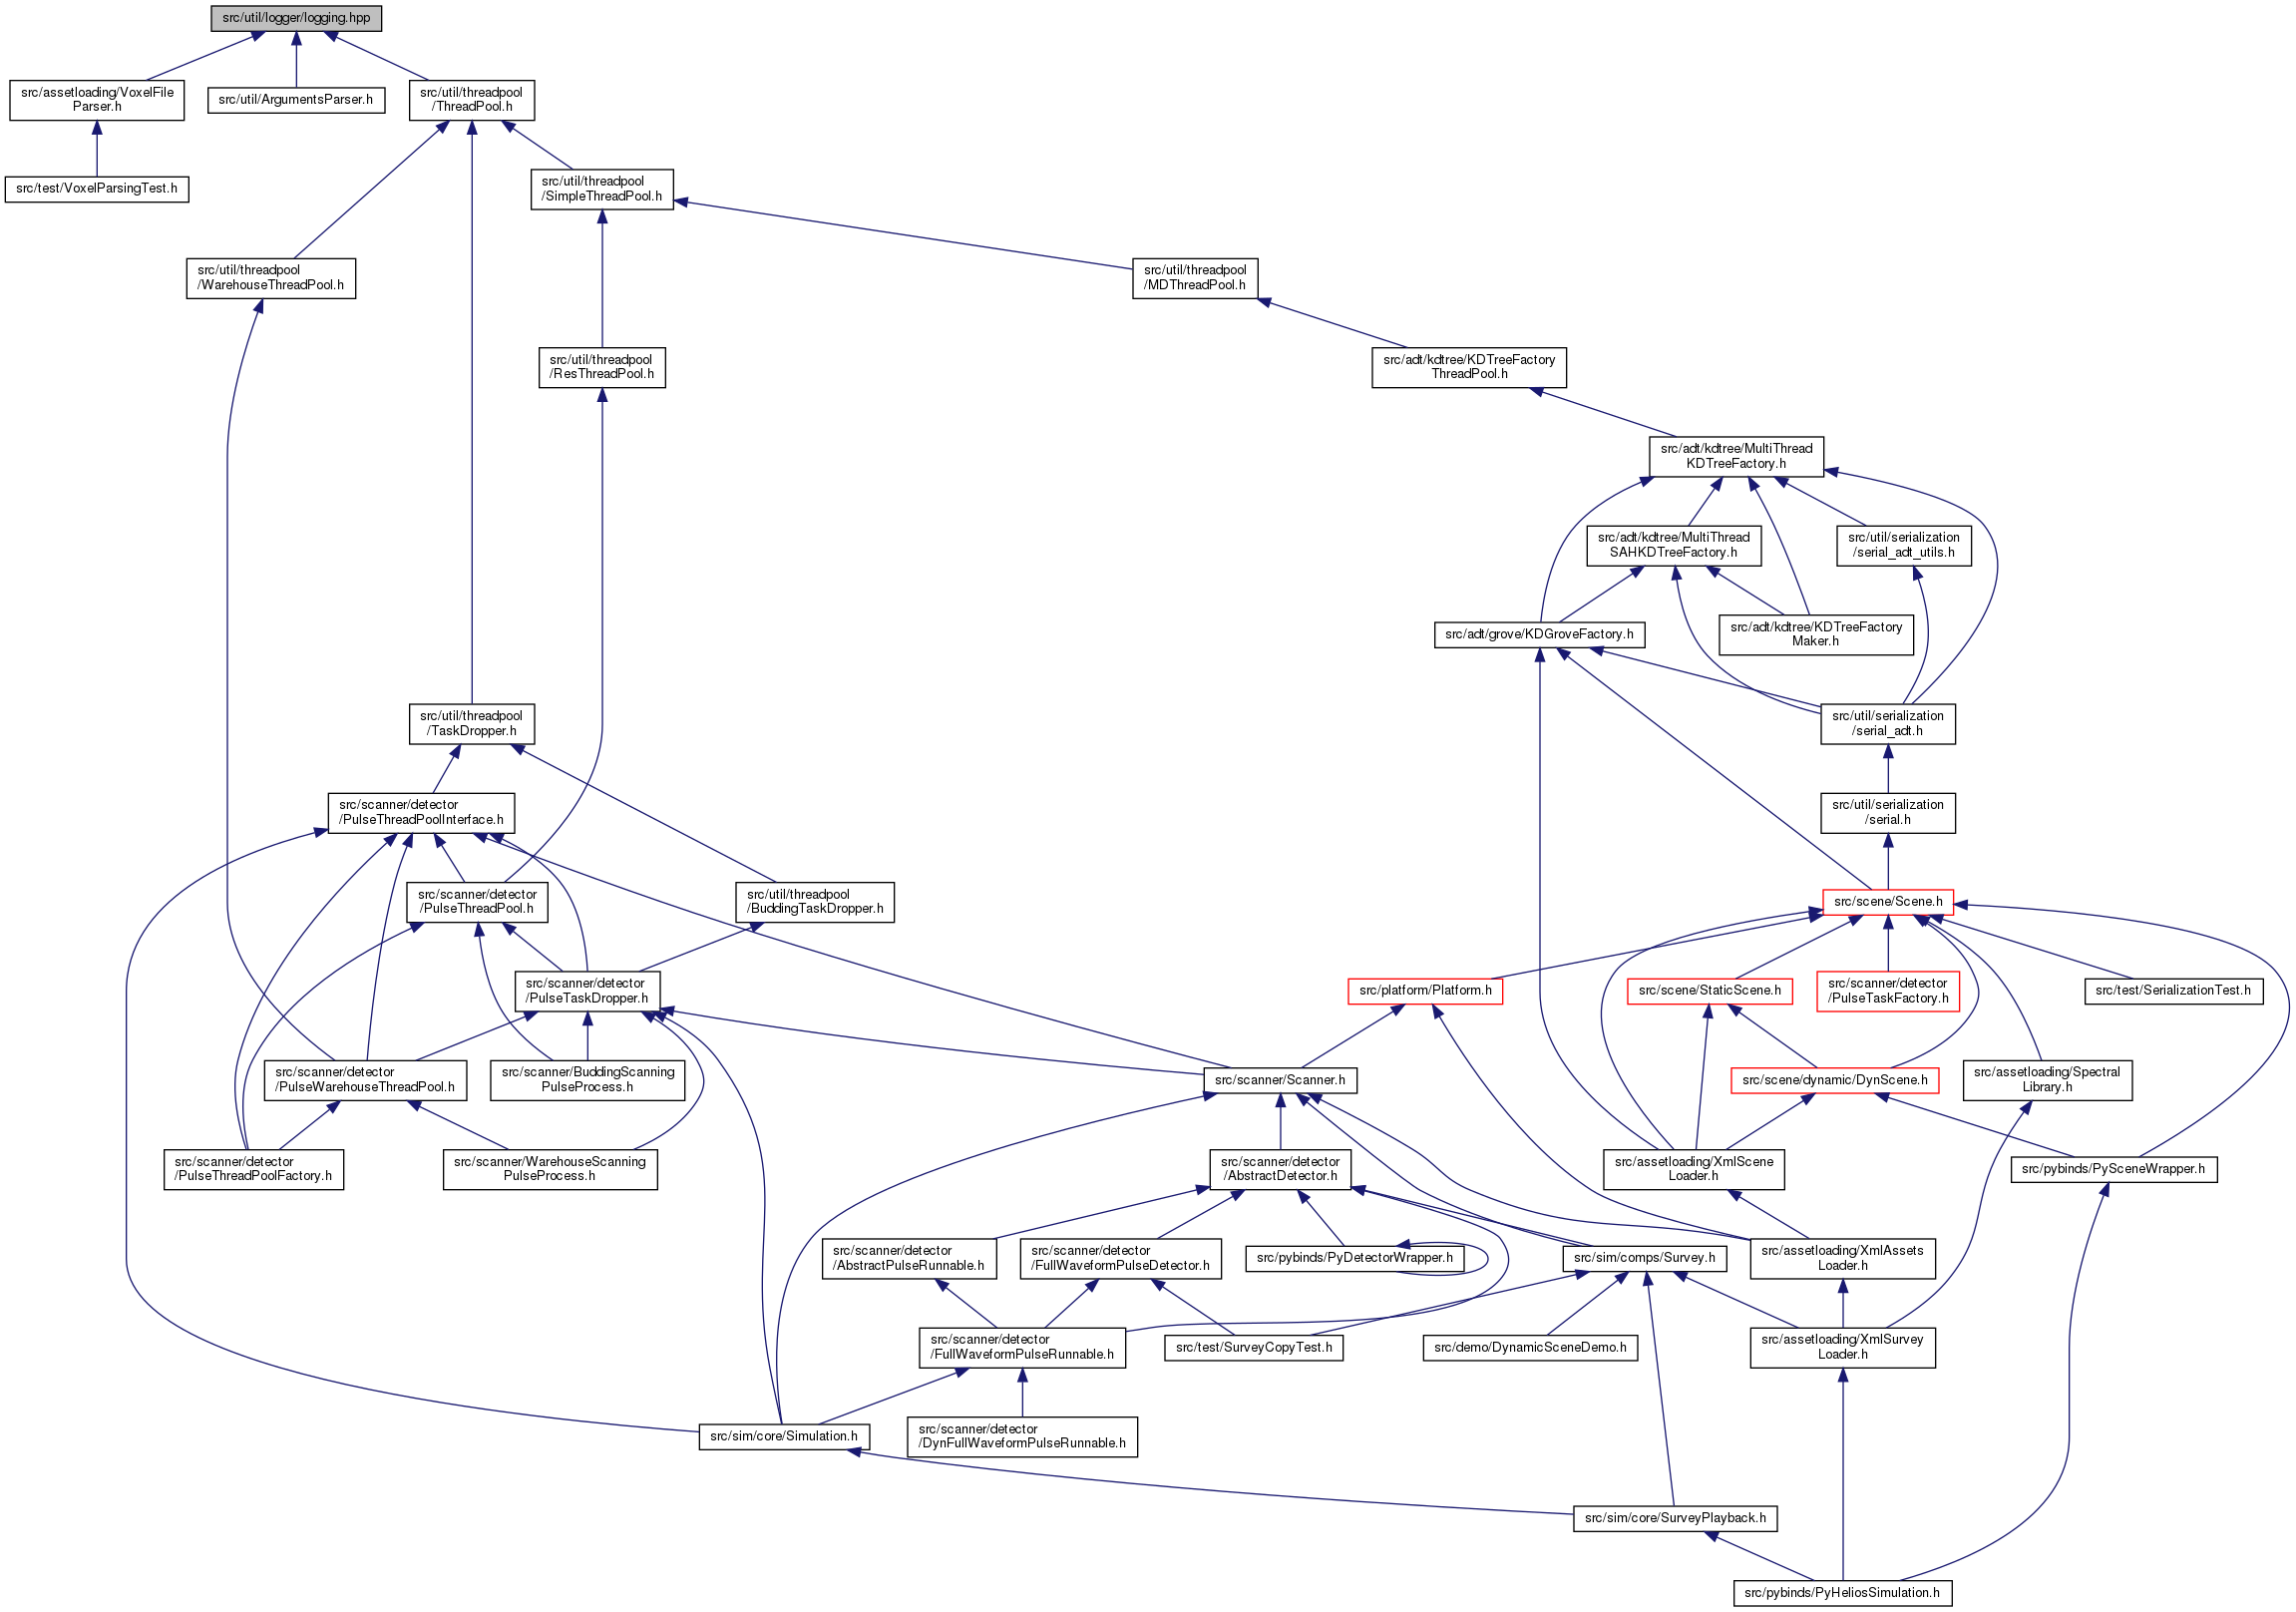 src/util/logger/logging.hpp
src/assetloading/VoxelFile
Parser.h
src/util/ArgumentsParser.h
src/util/threadpool
/ThreadPool.h
src/test/VoxelParsingTest.h
src/util/threadpool
/SimpleThreadPool.h
src/util/threadpool
/WarehouseThreadPool.h
src/util/threadpool
/MDThreadPool.h
src/util/threadpool
/ResThreadPool.h
src/adt/kdtree/KDTreeFactory
ThreadPool.h
src/adt/kdtree/MultiThread
KDTreeFactory.h
src/adt/kdtree/MultiThread
SAHKDTreeFactory.h
src/util/serialization
/serial_adt_utils.h
src/adt/grove/KDGroveFactory.h
src/adt/kdtree/KDTreeFactory
Maker.h
src/util/threadpool
/TaskDropper.h
src/util/serialization
/serial_adt.h
src/scanner/detector
/PulseThreadPoolInterface.h
src/util/serialization
/serial.h
src/scanner/detector
/PulseThreadPool.h
src/util/threadpool
/BuddingTaskDropper.h
src/scene/Scene.h
src/scanner/detector
/PulseTaskDropper.h
src/platform/Platform.h
src/scene/StaticScene.h
src/scanner/detector
/PulseTaskFactory.h
src/test/SerializationTest.h
src/scanner/detector
/PulseWarehouseThreadPool.h
src/scanner/BuddingScanning
PulseProcess.h
src/scanner/Scanner.h
src/scene/dynamic/DynScene.h
src/assetloading/Spectral
Library.h
src/scanner/detector
/PulseThreadPoolFactory.h
src/scanner/WarehouseScanning
PulseProcess.h
src/scanner/detector
/AbstractDetector.h
src/assetloading/XmlScene
Loader.h
src/pybinds/PySceneWrapper.h
src/scanner/detector
/AbstractPulseRunnable.h
src/scanner/detector
/FullWaveformPulseDetector.h
src/pybinds/PyDetectorWrapper.h
src/sim/comps/Survey.h
src/assetloading/XmlAssets
Loader.h
src/scanner/detector
/FullWaveformPulseRunnable.h
src/test/SurveyCopyTest.h
src/demo/DynamicSceneDemo.h
src/assetloading/XmlSurvey
Loader.h
src/sim/core/Simulation.h
src/scanner/detector
/DynFullWaveformPulseRunnable.h
src/sim/core/SurveyPlayback.h
src/pybinds/PyHeliosSimulation.h